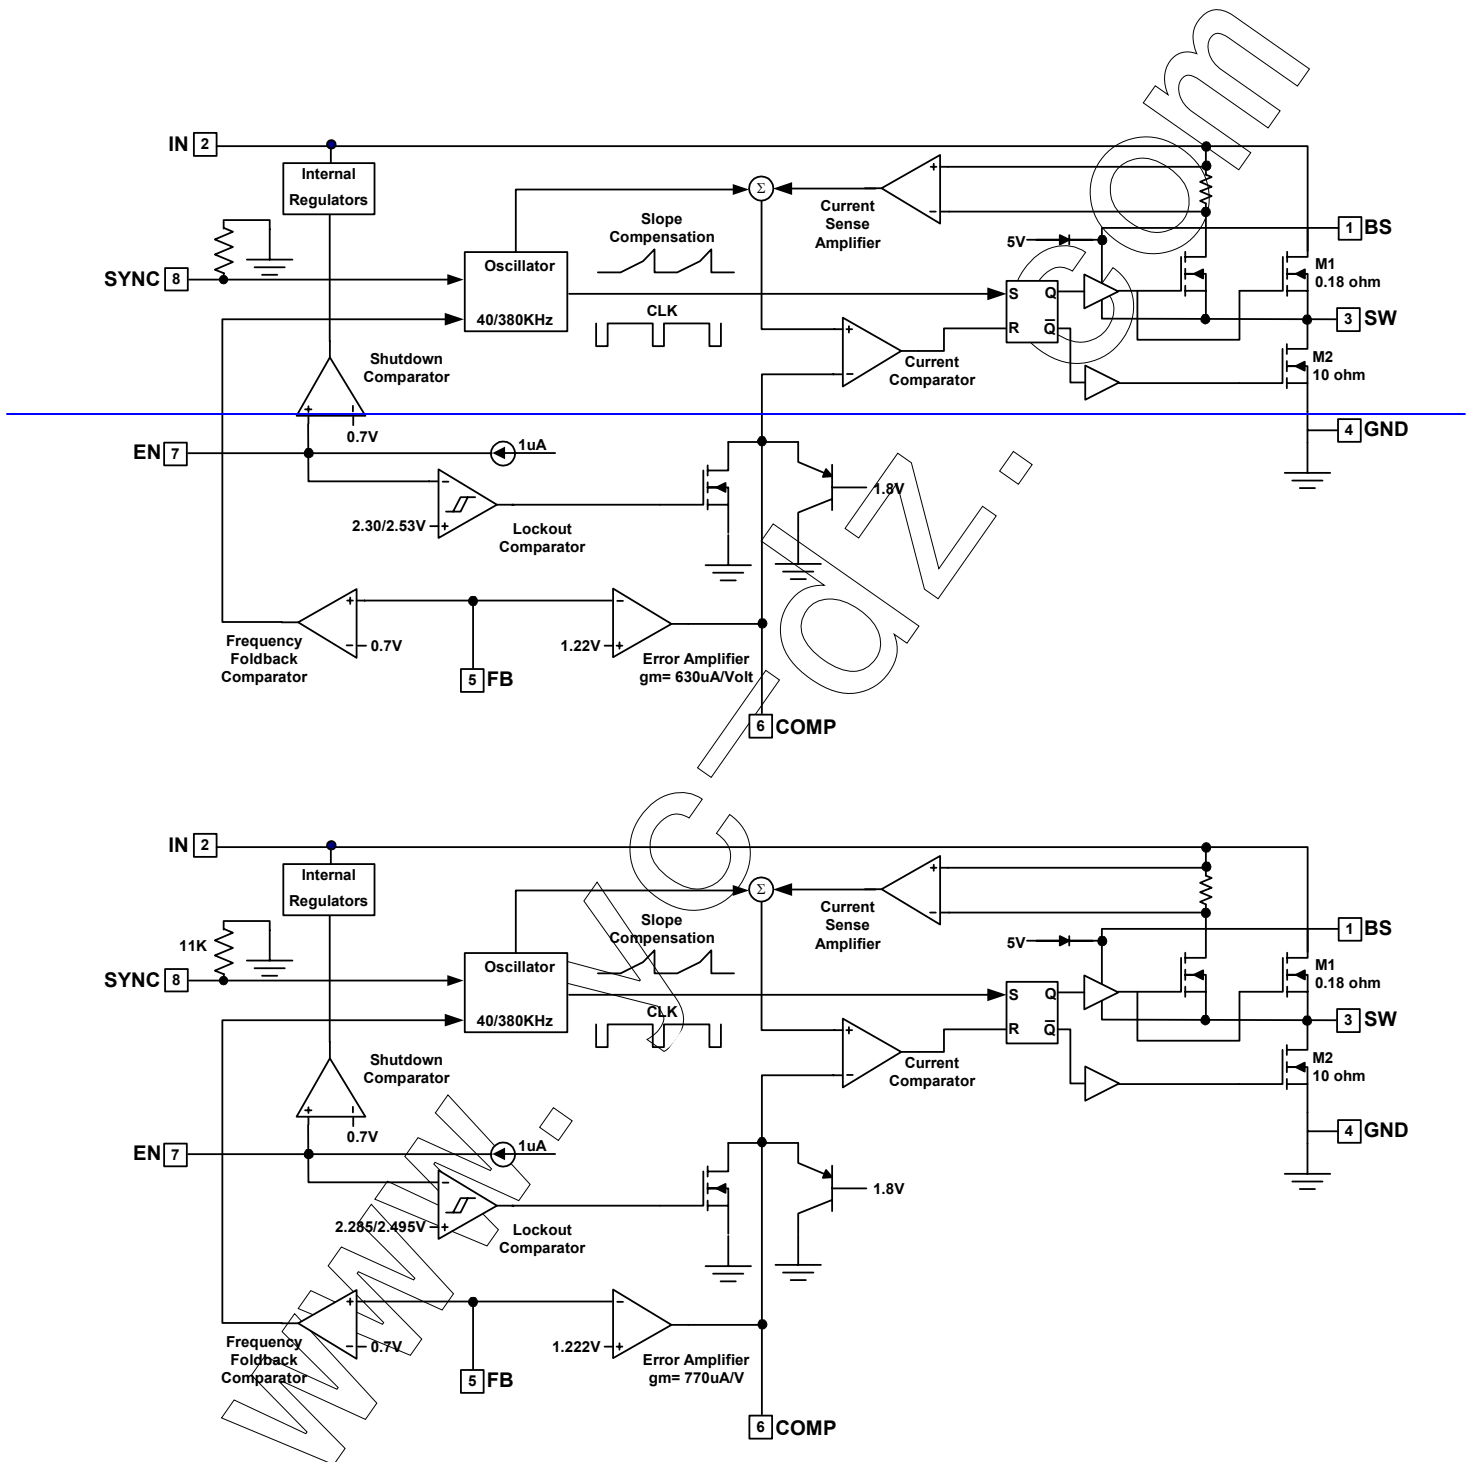 IN 2
Internal
Regulators
Σ
+
−
Current
Sense
Amplifier
Slope
Compensation
5V
1 BS
SYNC 8
Oscillator
40/380KHz
CLK
S Q
R Q̅
M1
0.18 ohm
3 SW
+
−
Current
Comparator
M2
10 ohm
Shutdown
Comparator
+ −
0.7V
4 GND
EN 7
1uA
−
2.30/2.53V +
Lockout
Comparator
1.8V
+
− 0.7V
Frequency
Foldback
Comparator
5 FB
−
1.22V +
Error Amplifier
gm= 630uA/Volt
6 COMP
IN 2
Internal
Regulators
Σ
+
−
Current
Sense
Amplifier
Slope
Compensation
5V
1 BS
11K
SYNC 8
Oscillator
40/380KHz
CLK
S Q
R Q̅
M1
0.18 ohm
3 SW
+
−
Current
Comparator
M2
10 ohm
Shutdown
Comparator
+ −
0.7V
4 GND
EN 7
1uA
−
2.285/2.495V +
Lockout
Comparator
1.8V
+
− 0.7V
Frequency
Foldback
Comparator
5 FB
−
1.222V +
Error Amplifier
gm= 770uA/V
6 COMP
www.yic-dz.com